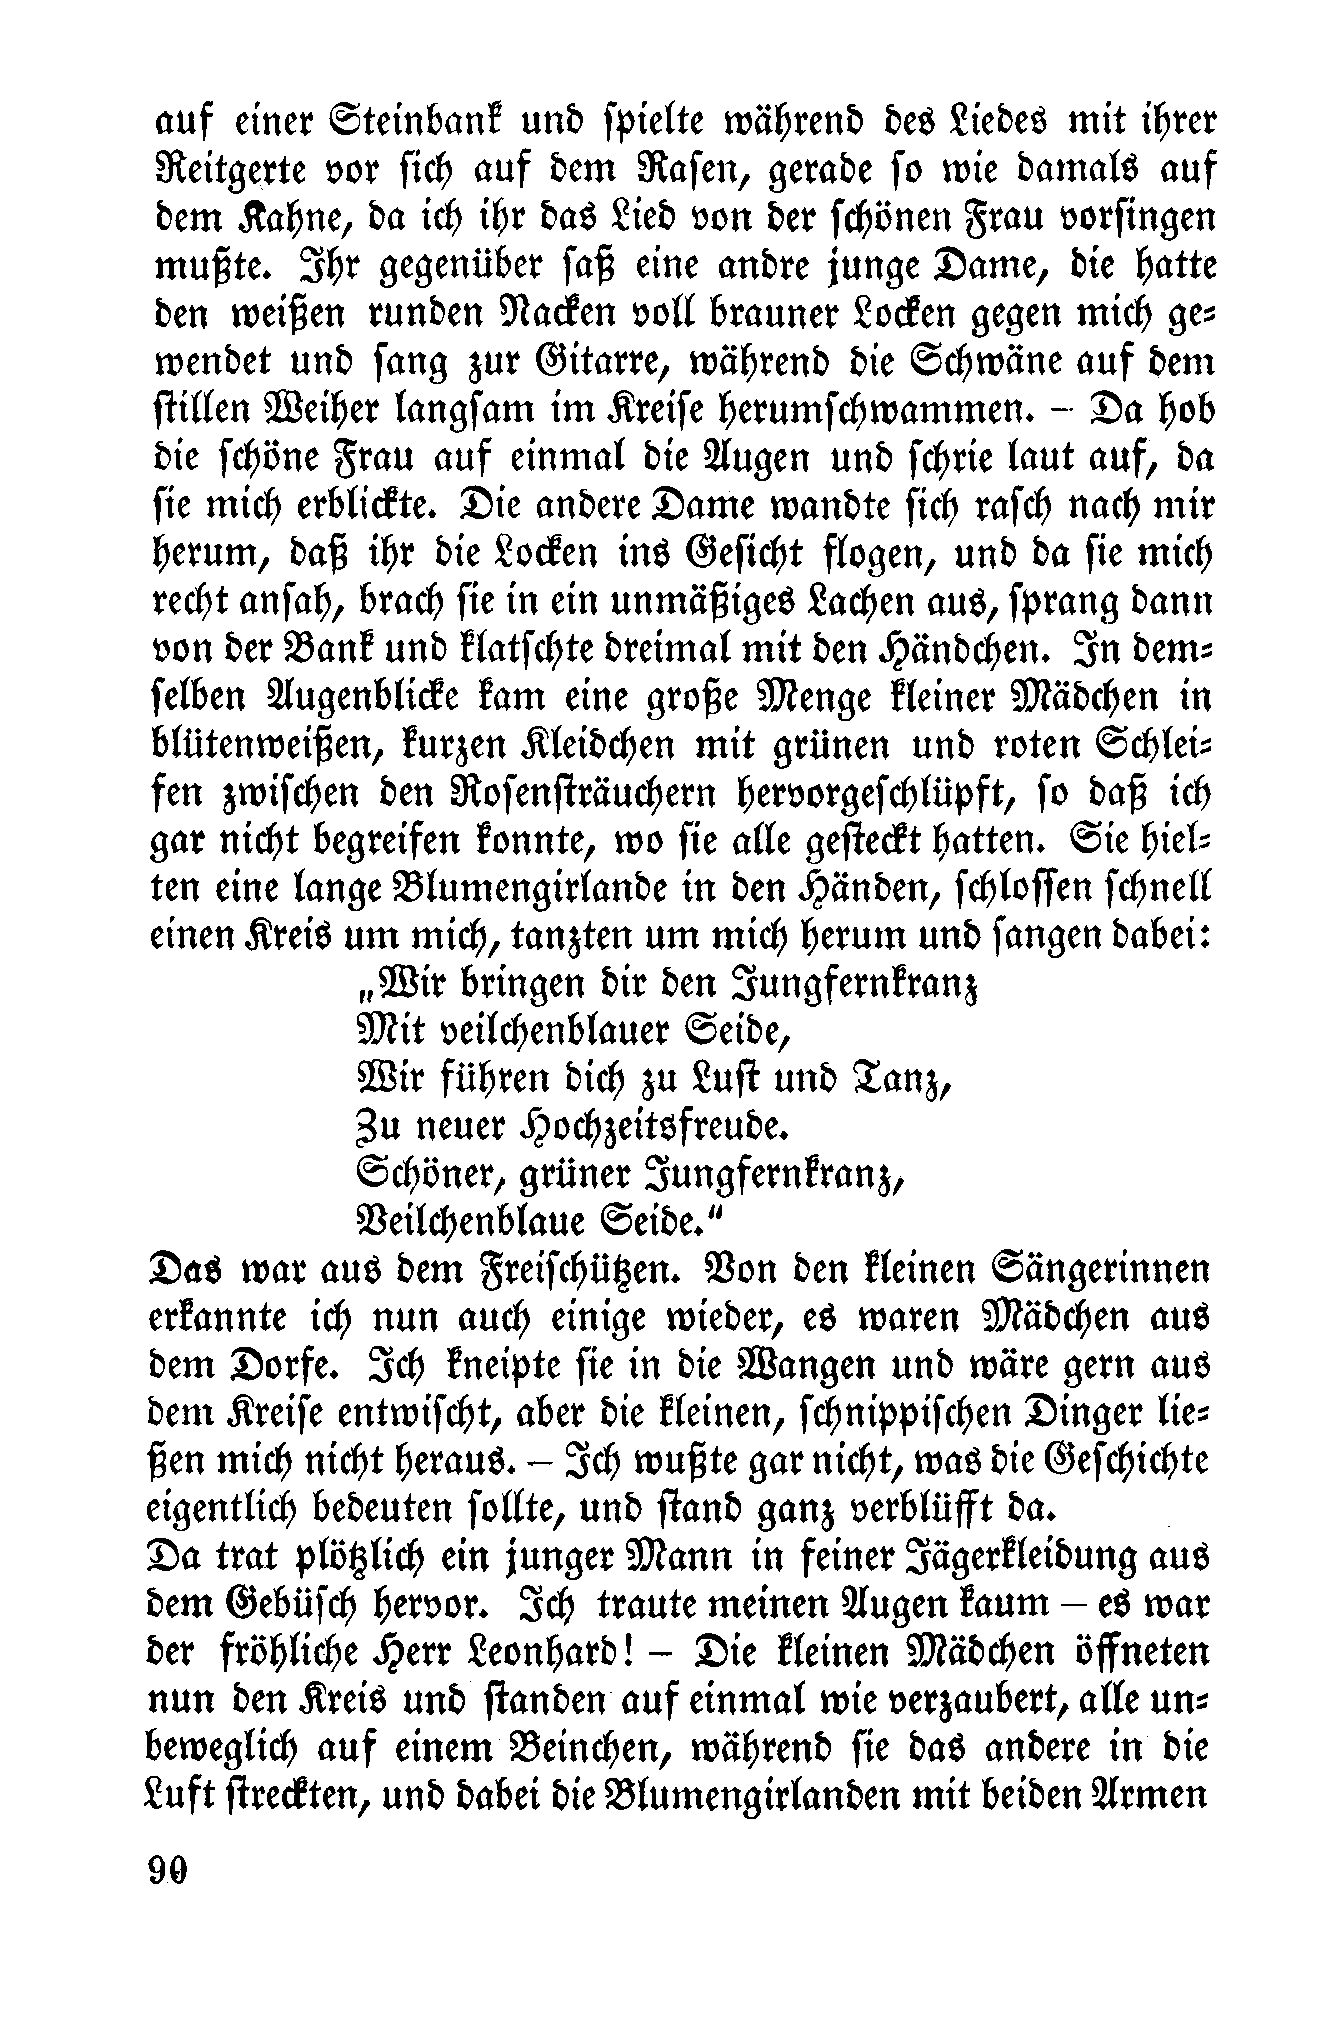 auf einer Steinbank und spielte während des Liedes mit ihrer
Reitgerte vor sich auf dem Rasen, gerade so wie damals auf
dem Kahne, da ich ihr das Lied von der schönen Frau vorsingen
mußte. Ihr gegenüber saß eine andre junge Dame, die hatte
den weißen runden Nacken voll brauner Locken gegen mich ge=
wendet und sang zur Gitarre, während die Schwäne auf dem
stillen Weiher langsam im Kreise herumschwammen. – Da hob
die schöne Frau auf einmal die Augen und schrie laut auf, da
sie mich erblickte. Die andere Dame wandte sich rasch nach mir
herum, daß ihr die Locken ins Gesicht flogen, und da sie mich
recht ansah, brach sie in ein unmäßiges Lachen aus, sprang dann
von der Bank und klatschte dreimal mit den Händchen. In dem=
selben Augenblicke kam eine große Menge kleiner Mädchen in
blütenweißen, kurzen Kleidchen mit grünen und roten Schlei=
fen zwischen den Rosensträuchern hervorgeschlüpft, so daß ich
gar nicht begreifen konnte, wo sie alle gesteckt hatten. Sie hiel=
ten eine lange Blumengirlande in den Händen, schlossen schnell
einen Kreis um mich, tanzten um mich herum und sangen dabei:
„Wir bringen dir den Jungfernkranz
Mit veilchenblauer Seide,
Wir führen dich zu Lust und Tanz,
Zu neuer Hochzeitsfreude.
Schöner, grüner Jungfernkranz,
Veilchenblaue Seide.“
Das war aus dem Freischützen. Von den kleinen Sängerinnen
erkannte ich nun auch einige wieder, es waren Mädchen aus
dem Dorfe. Ich kneipte sie in die Wangen und wäre gern aus
dem Kreise entwischt, aber die kleinen, schnippischen Dinger lie=
ßen mich nicht heraus. – Ich wußte gar nicht, was die Geschichte
eigentlich bedeuten sollte, und stand ganz verblüfft da.
Da trat plötzlich ein junger Mann in feiner Jägerkleidung aus
dem Gebüsch hervor. Ich traute meinen Augen kaum – es war
der fröhliche Herr Leonhard! – Die kleinen Mädchen öffneten
nun den Kreis und standen auf einmal wie verzaubert, alle un=
beweglich auf einem Beinchen, während sie das andere in die
Luft streckten, und dabei die Blumengirlanden mit beiden Armen
90